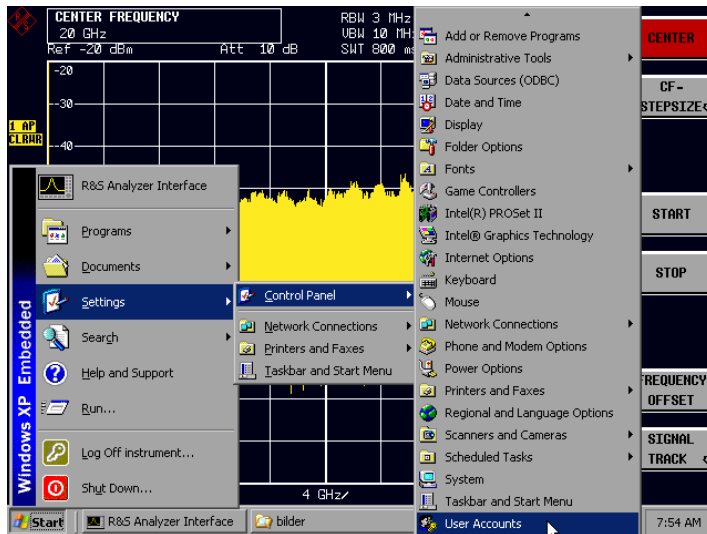 CENTER FREQUENCY
20 GHz
Ref -20 dBm
Att 10 dB
RBW 3 MHz
VBW 10 MH
SWT 800 ms
-20
-30
-40
1 AP
CLRWR
4 GHz/
CENTER
CF-
STEPSIZE
START
STOP
FREQUENCY
OFFSET
SIGNAL
TRACK
Windows XP Embedded
R&S Analyzer Interface
Programs
Documents
Settings
Search
Help and Support
Run...
Log Off instrument...
Shut Down...
Control Panel
Network Connections
Printers and Faxes
Taskbar and Start Menu
Add or Remove Programs
Administrative Tools
Data Sources (ODBC)
Date and Time
Display
Folder Options
Fonts
Game Controllers
Intel(R) PROSet II
Intel® Graphics Technology
Internet Options
Keyboard
Mouse
Network Connections
Phone and Modem Options
Power Options
Printers and Faxes
Regional and Language Options
Scanners and Cameras
Scheduled Tasks
System
Taskbar and Start Menu
User Accounts
Start
R&S Analyzer Interface
bilder
7:54 AM